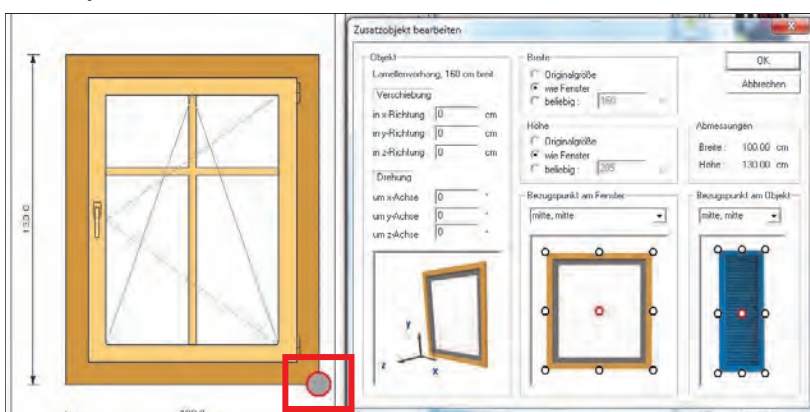 Zusatzobjekt bearbeiten
Objekt
Lamellenvorhang, 160 cm breit
Verschiebung
in x-Richtung 0 cm
in y-Richtung 0 cm
in z-Richtung 0 cm
Drehung
um x-Achse 0 °
um y-Achse 0 °
um z-Achse 0 °
y
z
x
Breite
Originalgröße
wie Fenster
beliebig : 160
Höhe
Originalgröße
wie Fenster
beliebig : 205
Bezugspunkt am Fenster
mitte, mitte
OK
Abbrechen
Abmessungen
Breite : 100.00 cm
Höhe : 130.00 cm
Bezugspunkt am Objekt
mitte, mitte
130.0
100.0